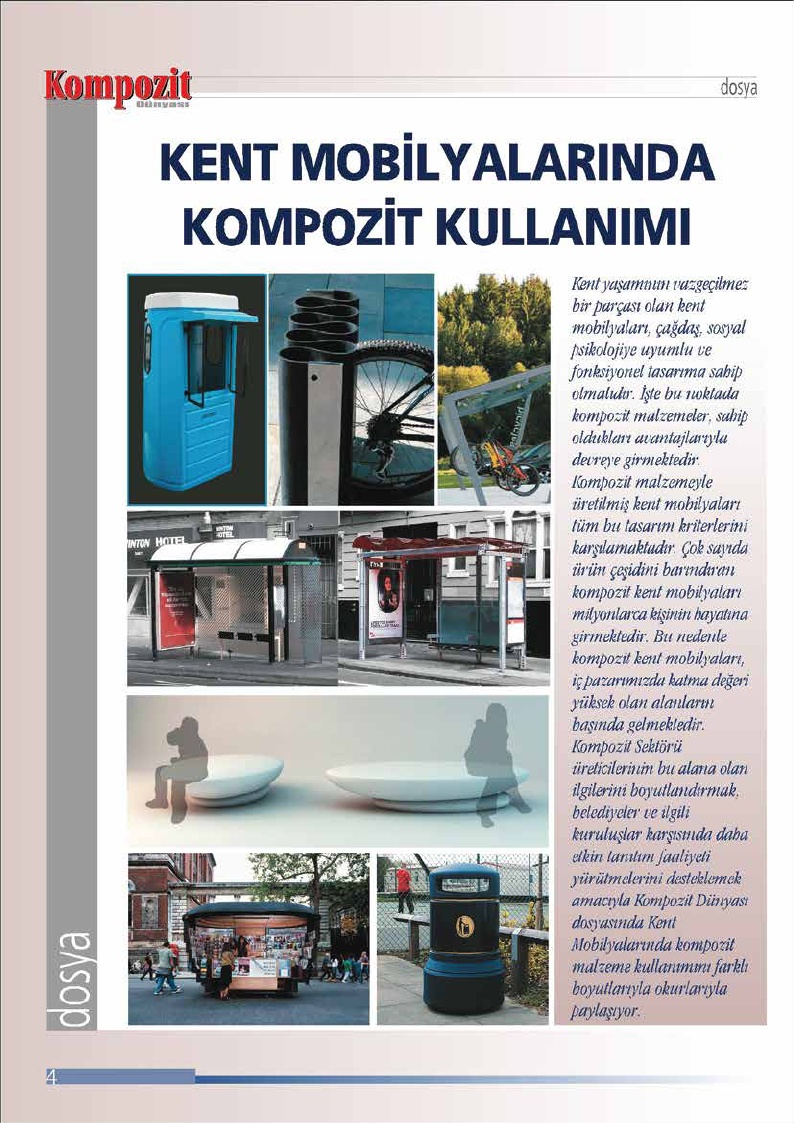 Kompozit
Dünyası
dosya
KENT MOBİLYALARINDA
KOMPOZİT KULLANIMI
Kent yaşamının vazgeçilmez
bir parçası olan kent
mobilyaları, çağdaş, sosyal
psikolojiye uyumlu ve
fonksiyonel tasarıma sahip
olmalıdır. İşte bu noktada
kompozit malzemeler, sahip
oldukları avantajlarıyla
devreye girmektedir.
Kompozit malzemeyle
üretilmiş kent mobilyaları
tüm bu tasarım kriterlerini
karşılamaktadır. Çok sayıda
ürün çeşidini barındıran
kompozit kent mobilyaları
milyonlarca kişinin hayatına
girmektedir. Bu nedenle
kompozit kent mobilyaları,
iç pazarımızda katma değeri
yüksek olan alanların
başında gelmektedir.
Kompozit Sektörü
üreticilerinin bu alana olan
ilgilerini boyutlandırmak,
belediyeler ve ilgili
kuruluşlar karşısında daha
etkin tanıtım faaliyeti
yürütmelerini desteklemek
amacıyla Kompozit Dünyası
dosyasında Kent
Mobilyalarında kompozit
malzeme kullanımını farklı
boyutlarıyla okurlarıyla
paylaşıyor.
VINTON HOTEL
VINTON
HOTEL
dosya
4